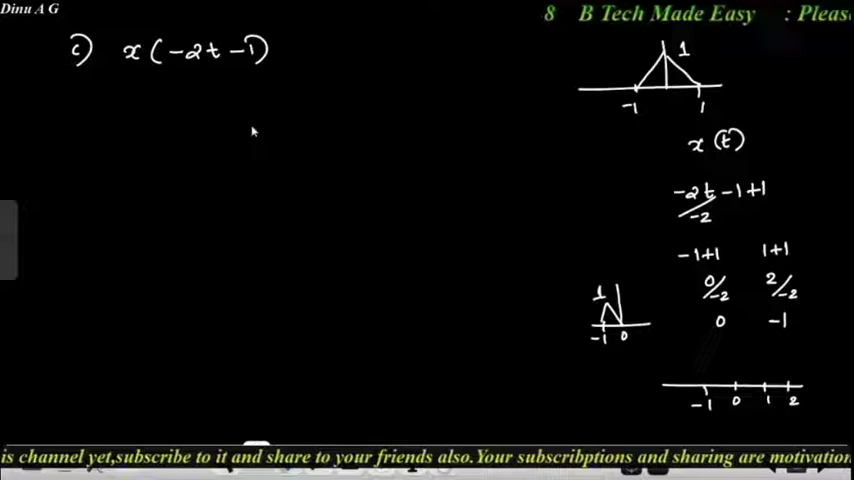 Dinu A G
8 B Tech Made Easy : Pleas
c) x(-2t-1)
1
-1 1
x(t)
-2t-1+1
/-2
-1+1 1+1
0/-2 2/-2
0 -1
1
-1 0
-1 0 1 2
is channel yet,subscribe to it and share to your friends also.Your subscribptions and sharing are motivation